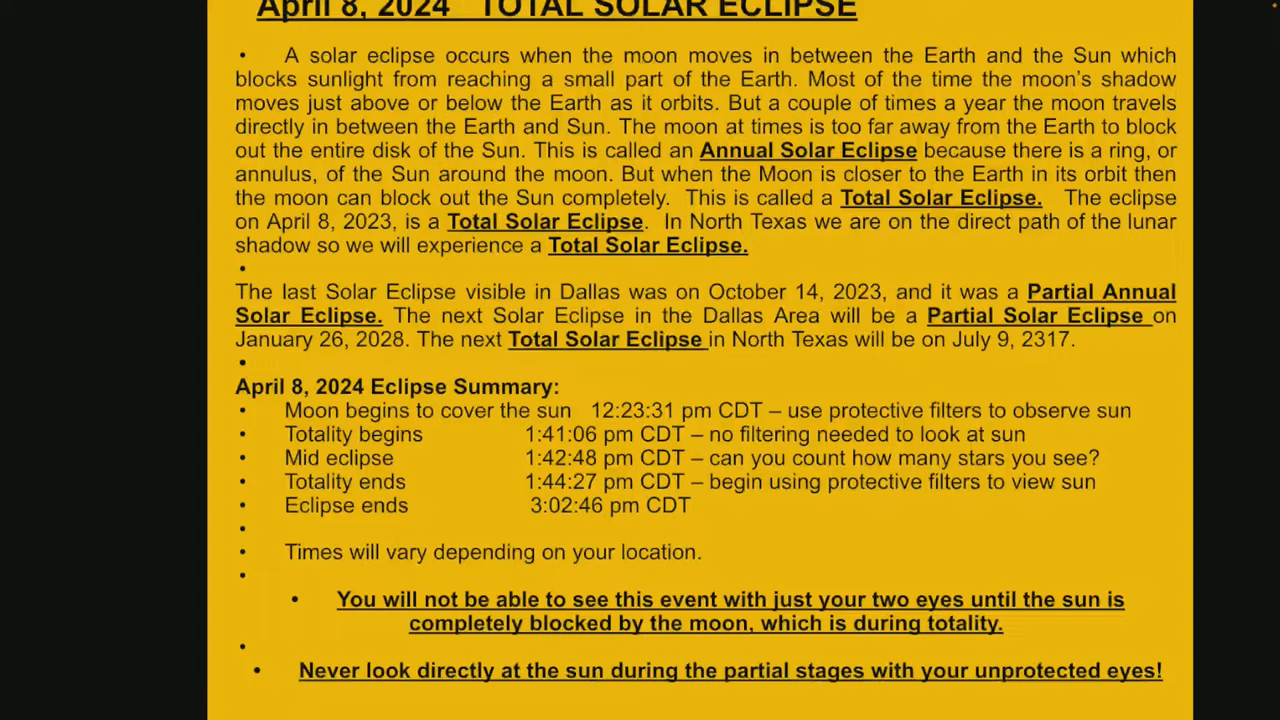 April 8, 2024 TOTAL SOLAR ECLIPSE
• A solar eclipse occurs when the moon moves in between the Earth and the Sun which
blocks sunlight from reaching a small part of the Earth. Most of the time the moon's shadow
moves just above or below the Earth as it orbits. But a couple of times a year the moon travels
directly in between the Earth and Sun. The moon at times is too far away from the Earth to block
out the entire disk of the Sun. This is called an Annual Solar Eclipse because there is a ring, or
annulus, of the Sun around the moon. But when the Moon is closer to the Earth in its orbit then
the moon can block out the Sun completely. This is called a Total Solar Eclipse. The eclipse
on April 8, 2023, is a Total Solar Eclipse. In North Texas we are on the direct path of the lunar
shadow so we will experience a Total Solar Eclipse.
•
The last Solar Eclipse visible in Dallas was on October 14, 2023, and it was a Partial Annual
Solar Eclipse. The next Solar Eclipse in the Dallas Area will be a Partial Solar Eclipse on
January 26, 2028. The next Total Solar Eclipse in North Texas will be on July 9, 2317.
•
April 8, 2024 Eclipse Summary:
• Moon begins to cover the sun 12:23:31 pm CDT – use protective filters to observe sun
• Totality begins 1:41:06 pm CDT – no filtering needed to look at sun
• Mid eclipse 1:42:48 pm CDT – can you count how many stars you see?
• Totality ends 1:44:27 pm CDT – begin using protective filters to view sun
• Eclipse ends 3:02:46 pm CDT
•
• Times will vary depending on your location.
•
• You will not be able to see this event with just your two eyes until the sun is
completely blocked by the moon, which is during totality.
•
• Never look directly at the sun during the partial stages with your unprotected eyes!